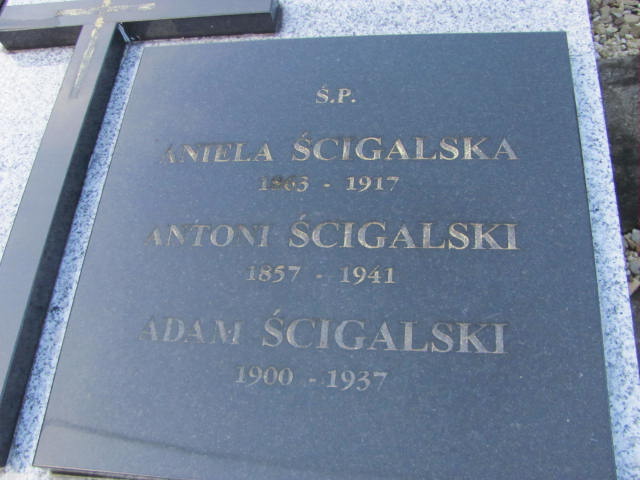 Ś.P.
ANIELA ŚCIGALSKA
1863 - 1917
ANTONI ŚCIGALSKI
1857 - 1941
ADAM ŚCIGALSKI
1900 - 1937